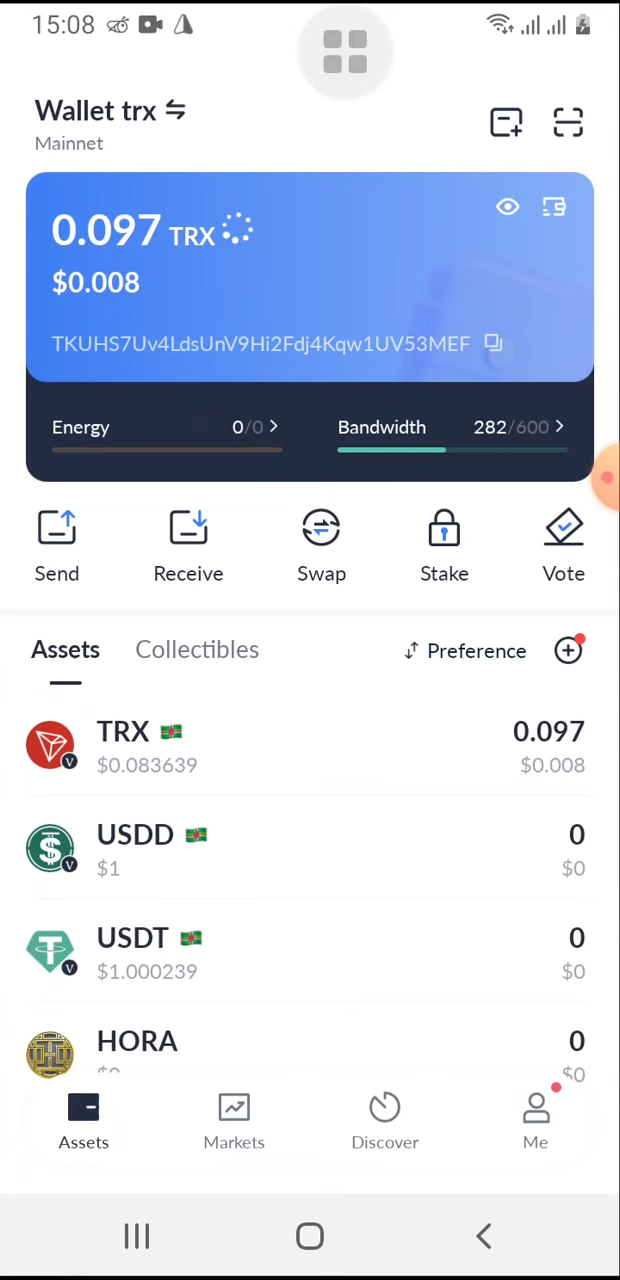 15:08
Wallet trx
Mainnet
0.097 TRX
$0.008
TKUHS7Uv4LdsUnV9Hi2Fdj4Kqw1UV53MEF
Energy 0/0 Bandwidth 282/600
Send Receive Swap Stake Vote
Assets Collectibles Preference
TRX 0.097
$0.083639 $0.008
USDD 0
$1 $0
USDT 0
$1.000239 $0
HORA 0
$0 $0
Assets Markets Discover Me